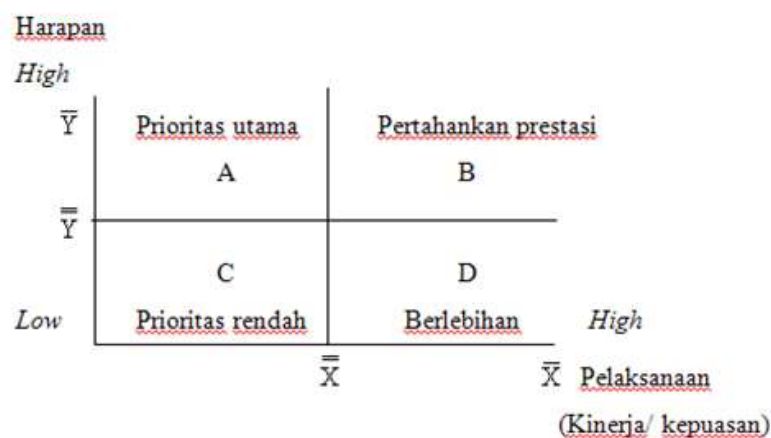 Harapan
High
Y̅ Prioritas utama Pertahankan prestasi
A B
Y̿
C D
Low Prioritas rendah Berlebihan High
X̿ X̅ Pelaksanaan
(Kinerja/ kepuasan)